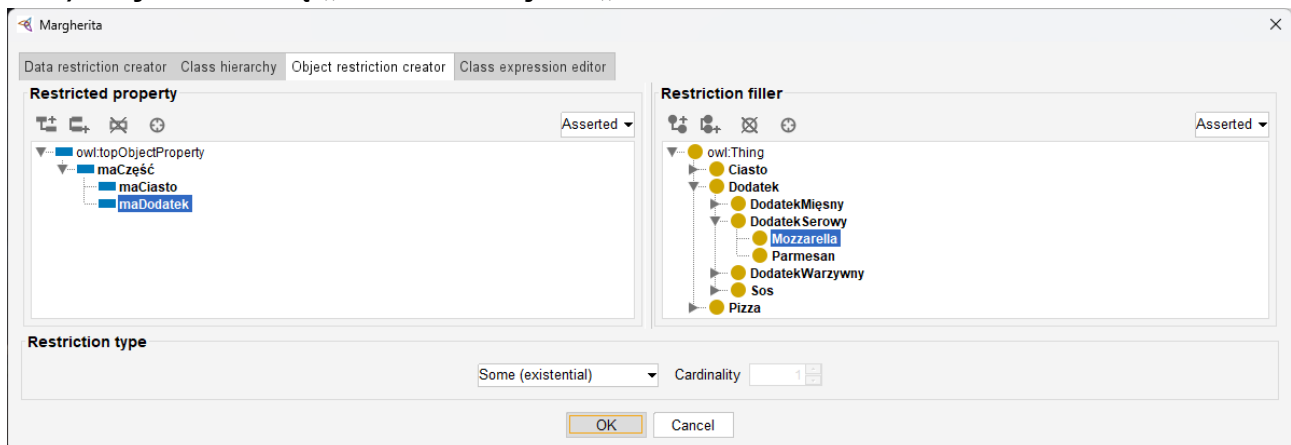 Margherita
Data restriction creator Class hierarchy Object restriction creator Class expression editor
Restricted property
Asserted
owl:topObjectProperty
maCzęść
maCiasto
maDodatek
Restriction filler
Asserted
owl:Thing
Ciasto
Dodatek
DodatekMięsny
DodatekSerowy
Mozzarella
Parmesan
DodatekWarzywny
Sos
Pizza
Restriction type
Some (existential) Cardinality 1
OK Cancel